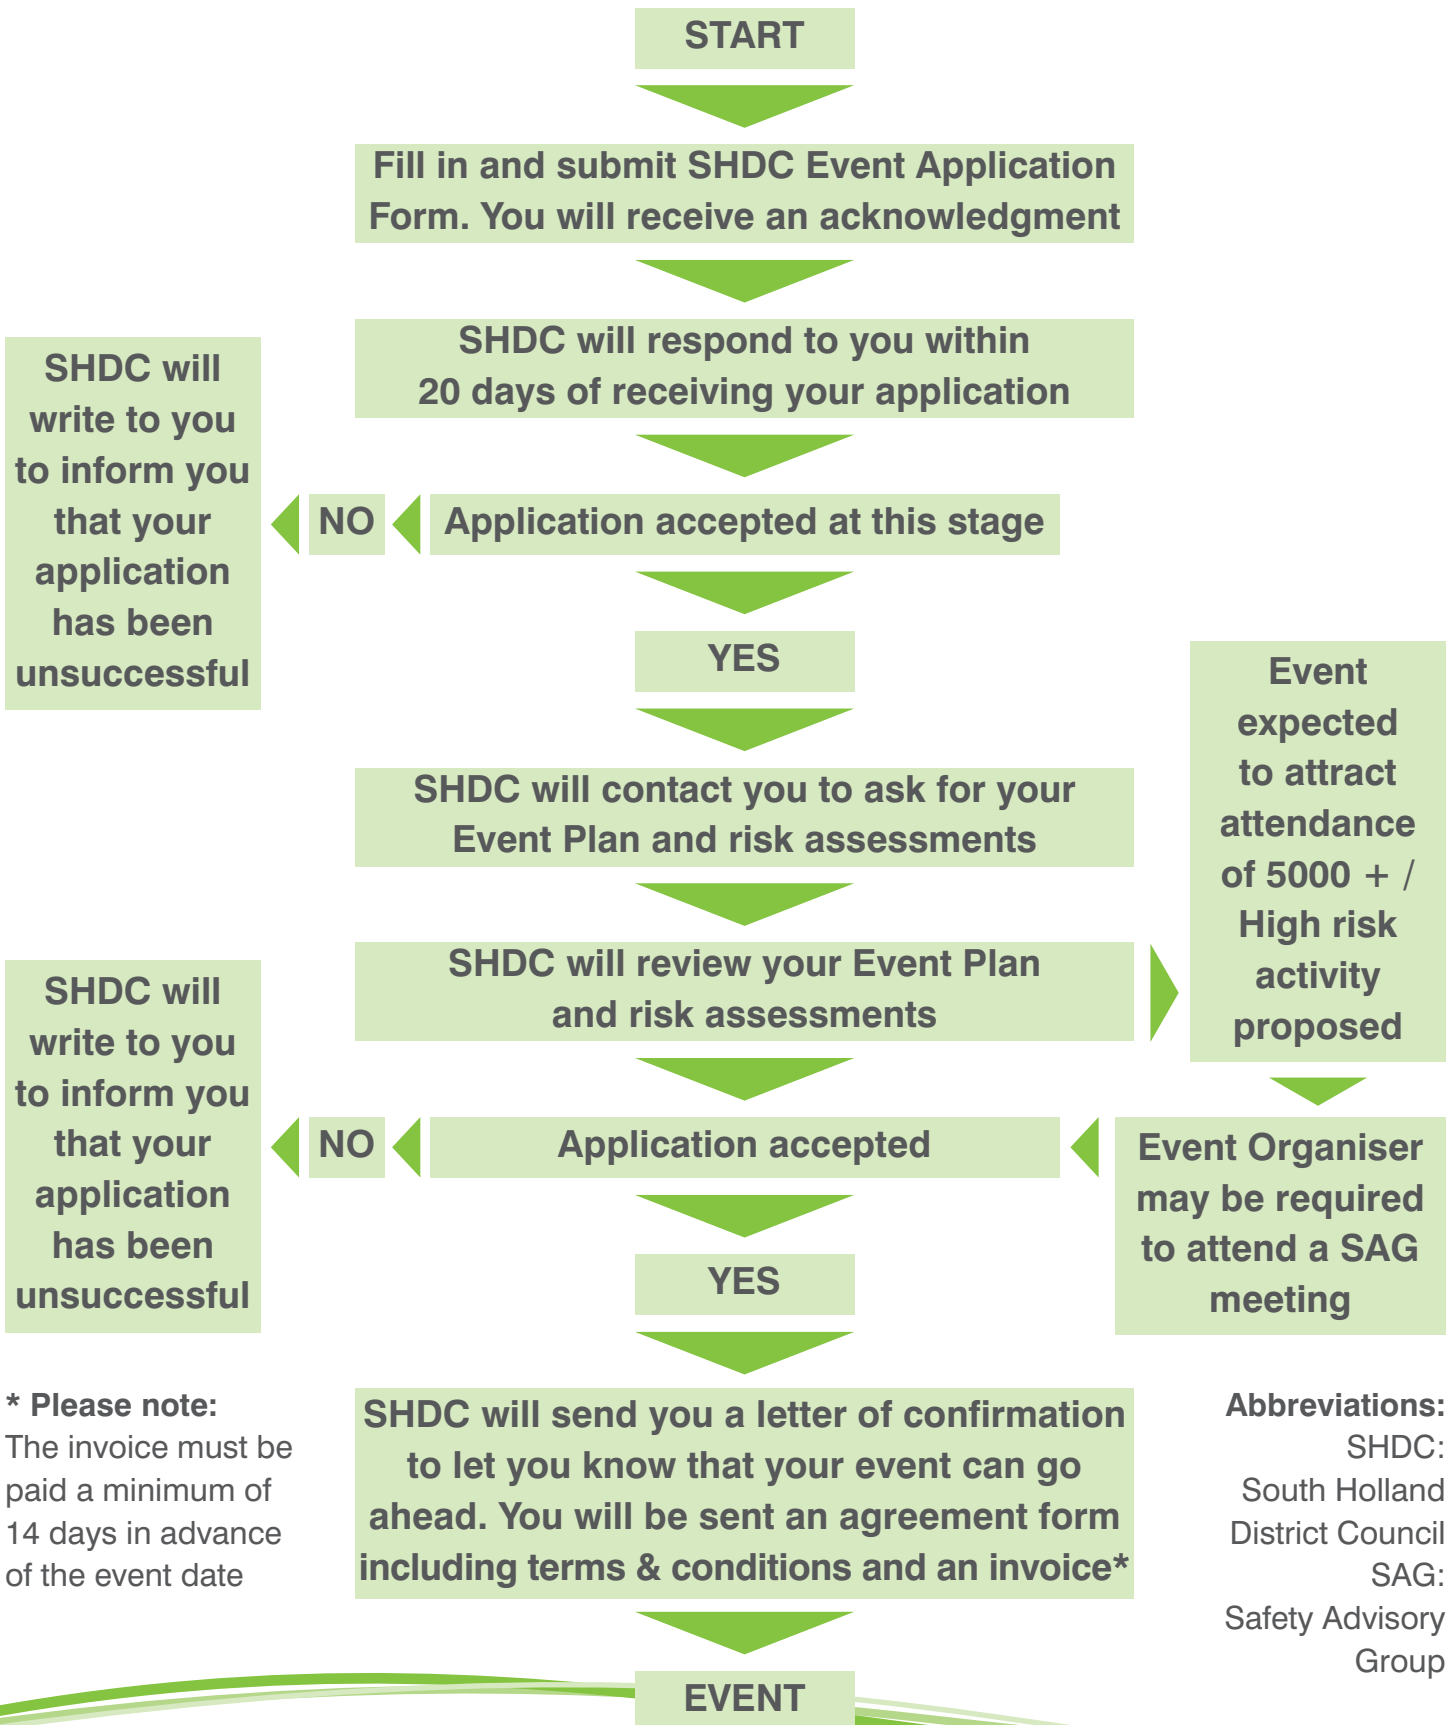 START
Fill in and submit SHDC Event Application
Form. You will receive an acknowledgment
SHDC will respond to you within
20 days of receiving your application
SHDC will
write to you
to inform you
that your
application
has been
unsuccessful
NO
Application accepted at this stage
YES
SHDC will contact you to ask for your
Event Plan and risk assessments
SHDC will review your Event Plan
and risk assessments
Event
expected
to attract
attendance
of 5000 + /
High risk
activity
proposed
Event Organiser
may be required
to attend a SAG
meeting
Application accepted
NO
SHDC will
write to you
to inform you
that your
application
has been
unsuccessful
YES
SHDC will send you a letter of confirmation
to let you know that your event can go
ahead. You will be sent an agreement form
including terms & conditions and an invoice*
* Please note:
The invoice must be
paid a minimum of
14 days in advance
of the event date
Abbreviations:
SHDC:
South Holland
District Council
SAG:
Safety Advisory
Group
EVENT